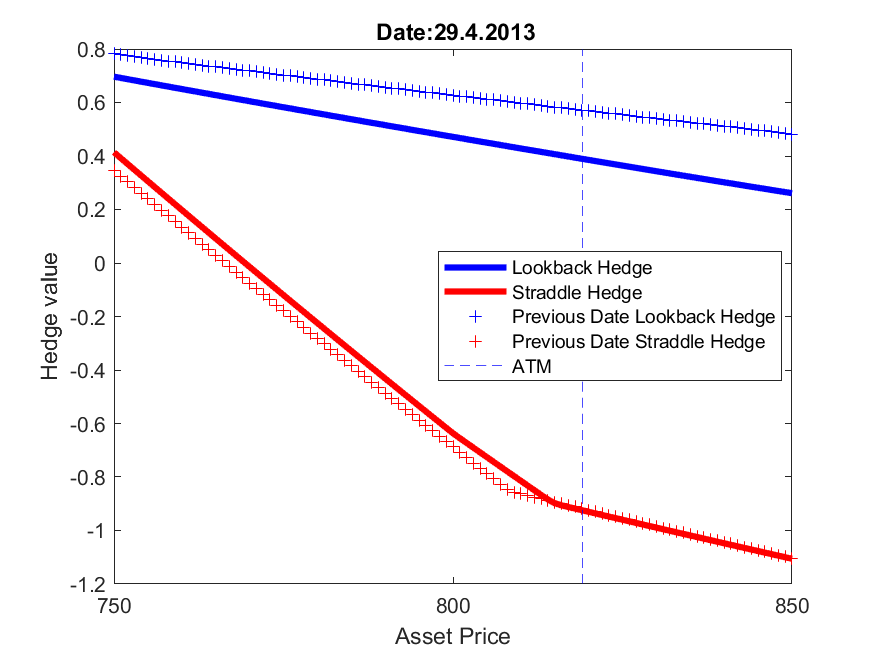 Date:29.4.2013
0.8
0.6
0.4
0.2
0
-0.2
-0.4
-0.6
-0.8
-1
-1.2
Hedge value
Lookback Hedge
Straddle Hedge
Previous Date Lookback Hedge
Previous Date Straddle Hedge
ATM
750 800 850
Asset Price